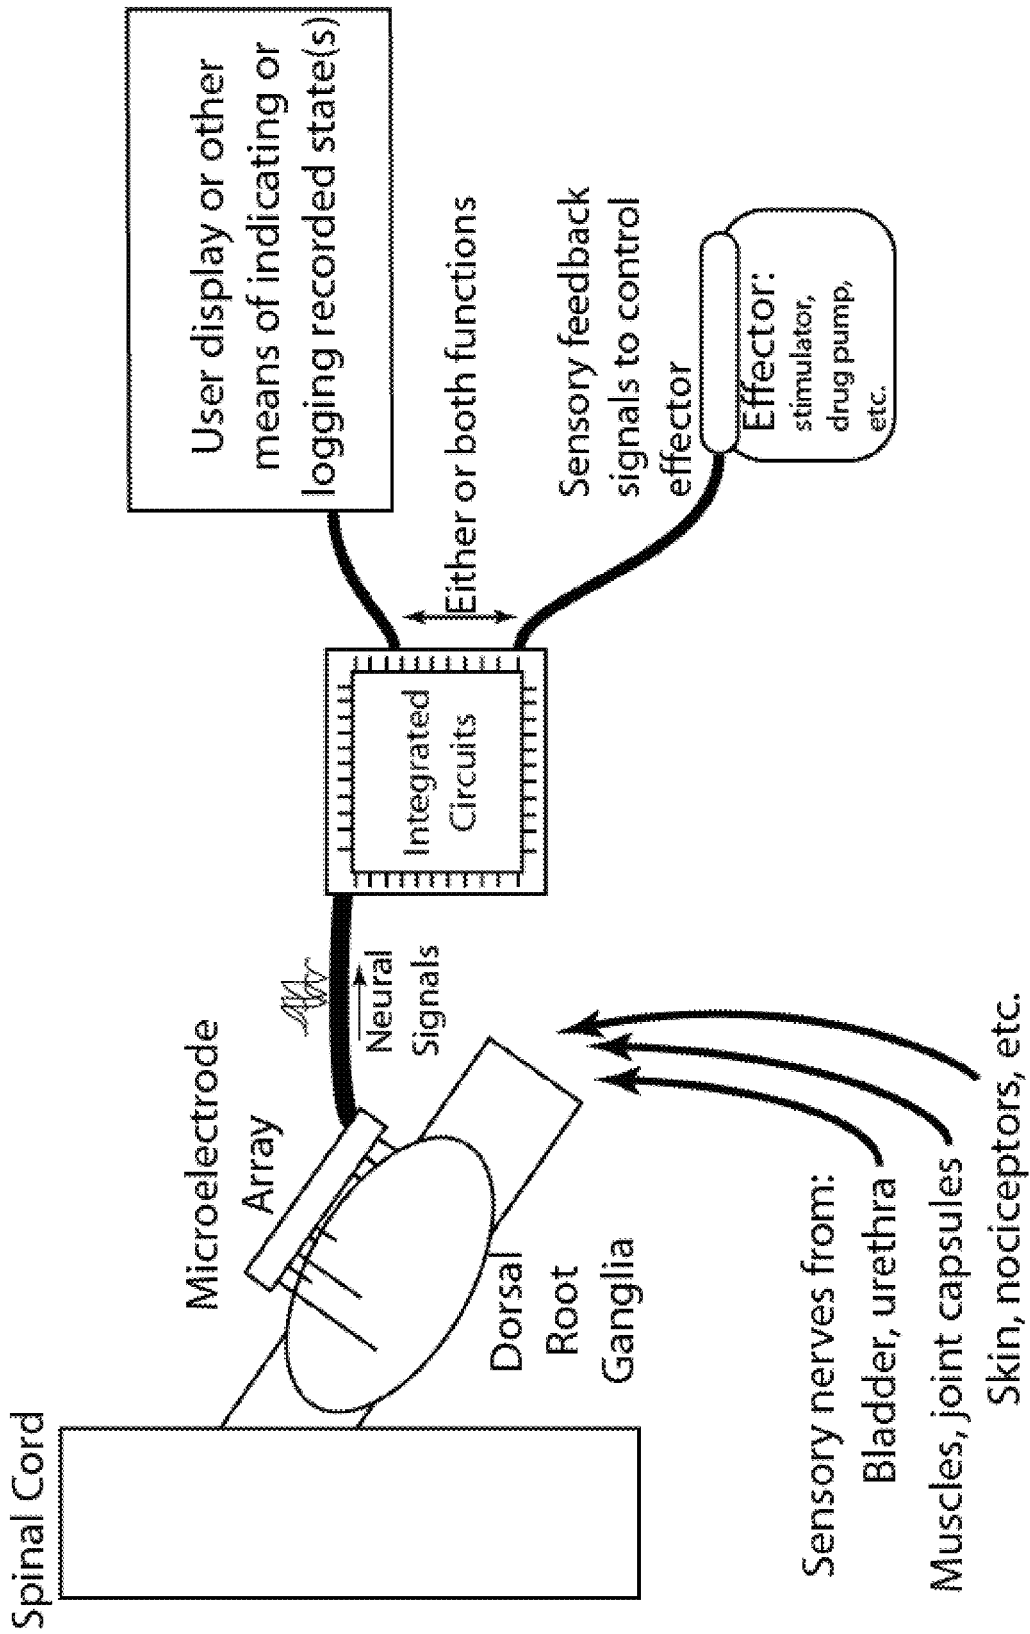 Spinal Cord
Microelectrode
Array
Dorsal
Root
Ganglia
Neural
Signals
Sensory nerves from:
Bladder, urethra
Muscles, joint capsules
Skin, nociceptors, etc.
Integrated
Circuits
User display or other
means of indicating or
logging recorded state(s)
Either or both functions
Sensory feedback
signals to control
effector
Effector:
stimulator,
drug pump,
etc.